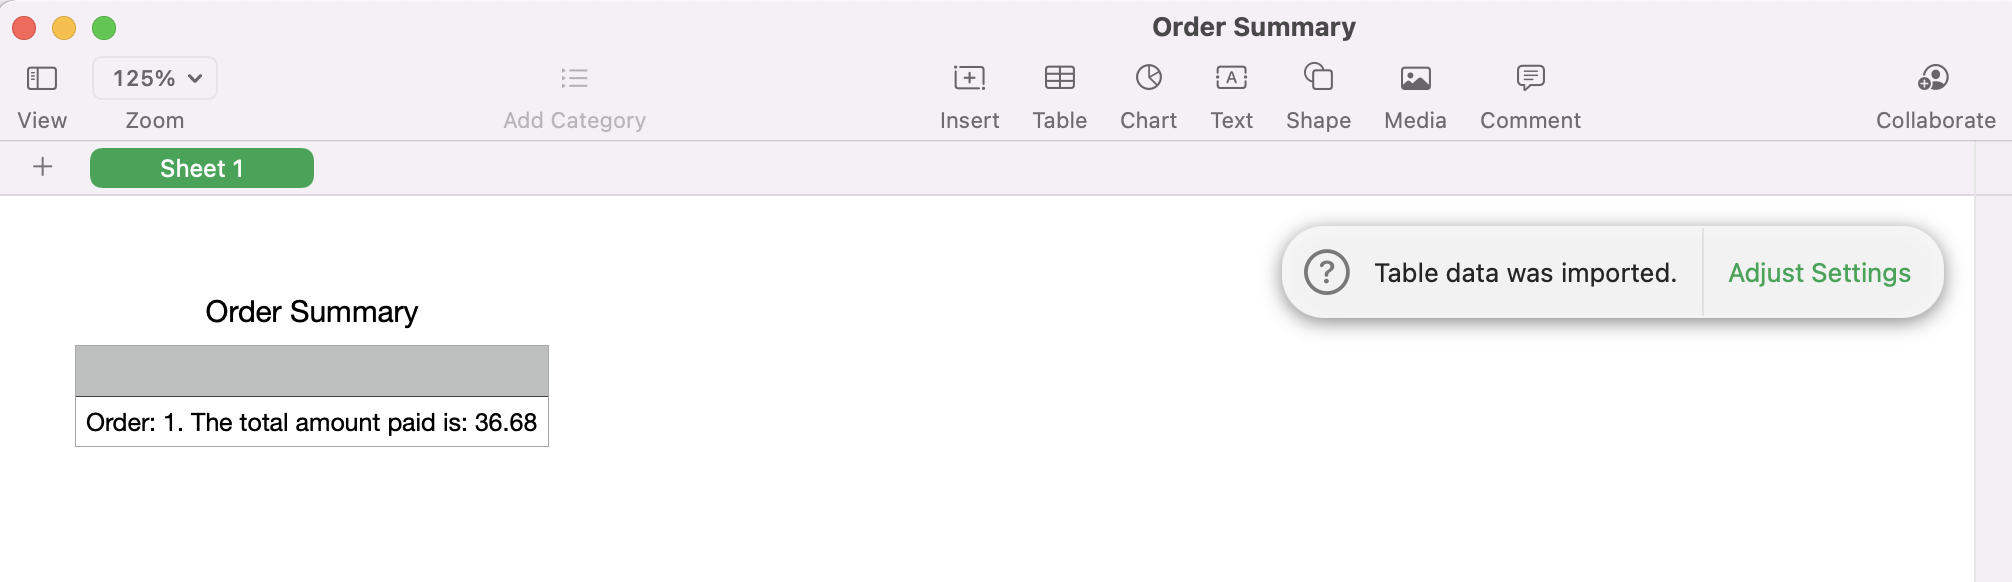 Order Summary
125%
View
Zoom
Add Category
Insert
Table
Chart
A
Text
Shape
Media
Comment
Collaborate
+
Sheet 1
? Table data was imported. Adjust Settings
Order Summary
Order: 1. The total amount paid is: 36.68